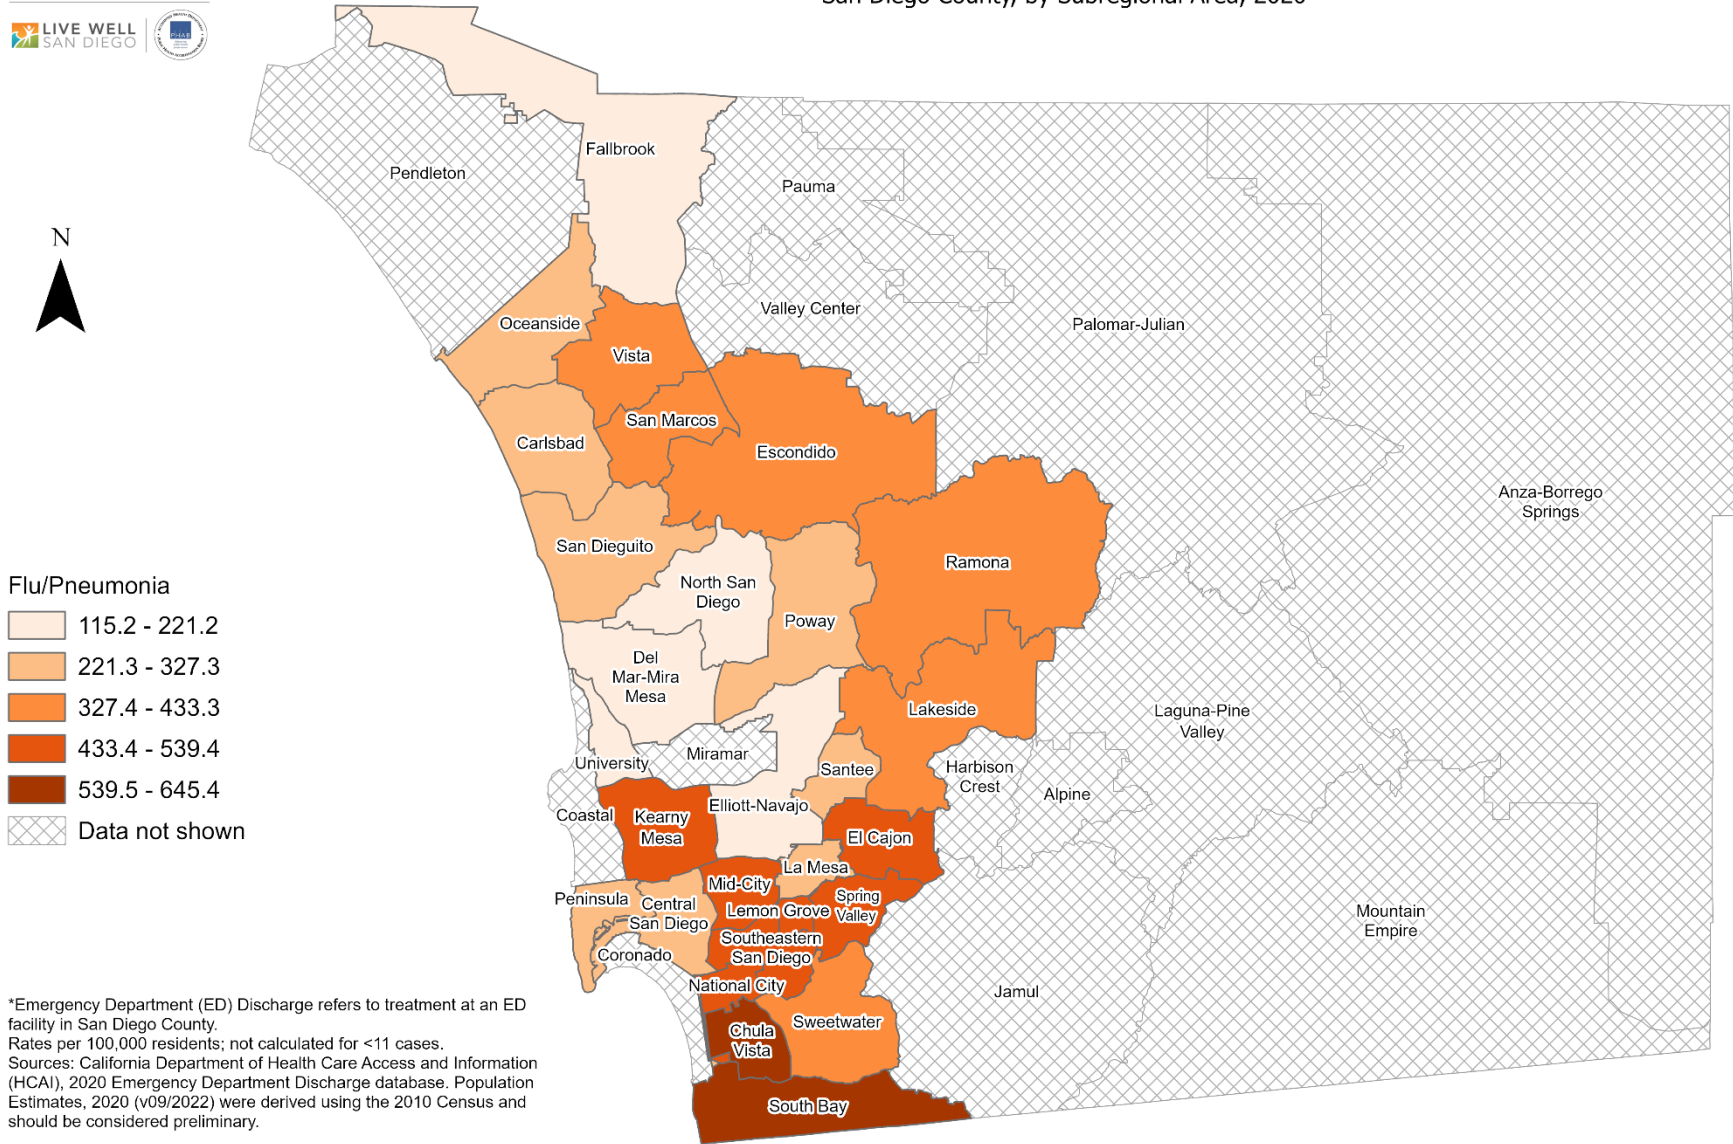 San Diego County, by Subregional Area, 2020
LIVE WELL
SAN DIEGO
PHAB
N
Fallbrook
Pendleton
Pauma
Valley Center
Oceanside
Palomar-Julian
Vista
San Marcos
Carlsbad
Escondido
Anza-Borrego
Springs
San Dieguito
Ramona
North San
Diego
Poway
Del
Mar-Mira
Mesa
Lakeside
Laguna-Pine
Valley
Miramar
University
Santee
Harbison
Crest
Alpine
Elliott-Navajo
Coastal
Kearny
Mesa
El Cajon
La Mesa
Mid-City
Peninsula
Central
San Diego
Lemon Grove
Spring
Valley
Mountain
Empire
Southeastern
San Diego
Coronado
National City
Jamul
Sweetwater
Chula
Vista
South Bay
Flu/Pneumonia
115.2 - 221.2
221.3 - 327.3
327.4 - 433.3
433.4 - 539.4
539.5 - 645.4
Data not shown
*Emergency Department (ED) Discharge refers to treatment at an ED
facility in San Diego County.
Rates per 100,000 residents; not calculated for <11 cases.
Sources: California Department of Health Care Access and Information
(HCAI), 2020 Emergency Department Discharge database. Population
Estimates, 2020 (v09/2022) were derived using the 2010 Census and
should be considered preliminary.